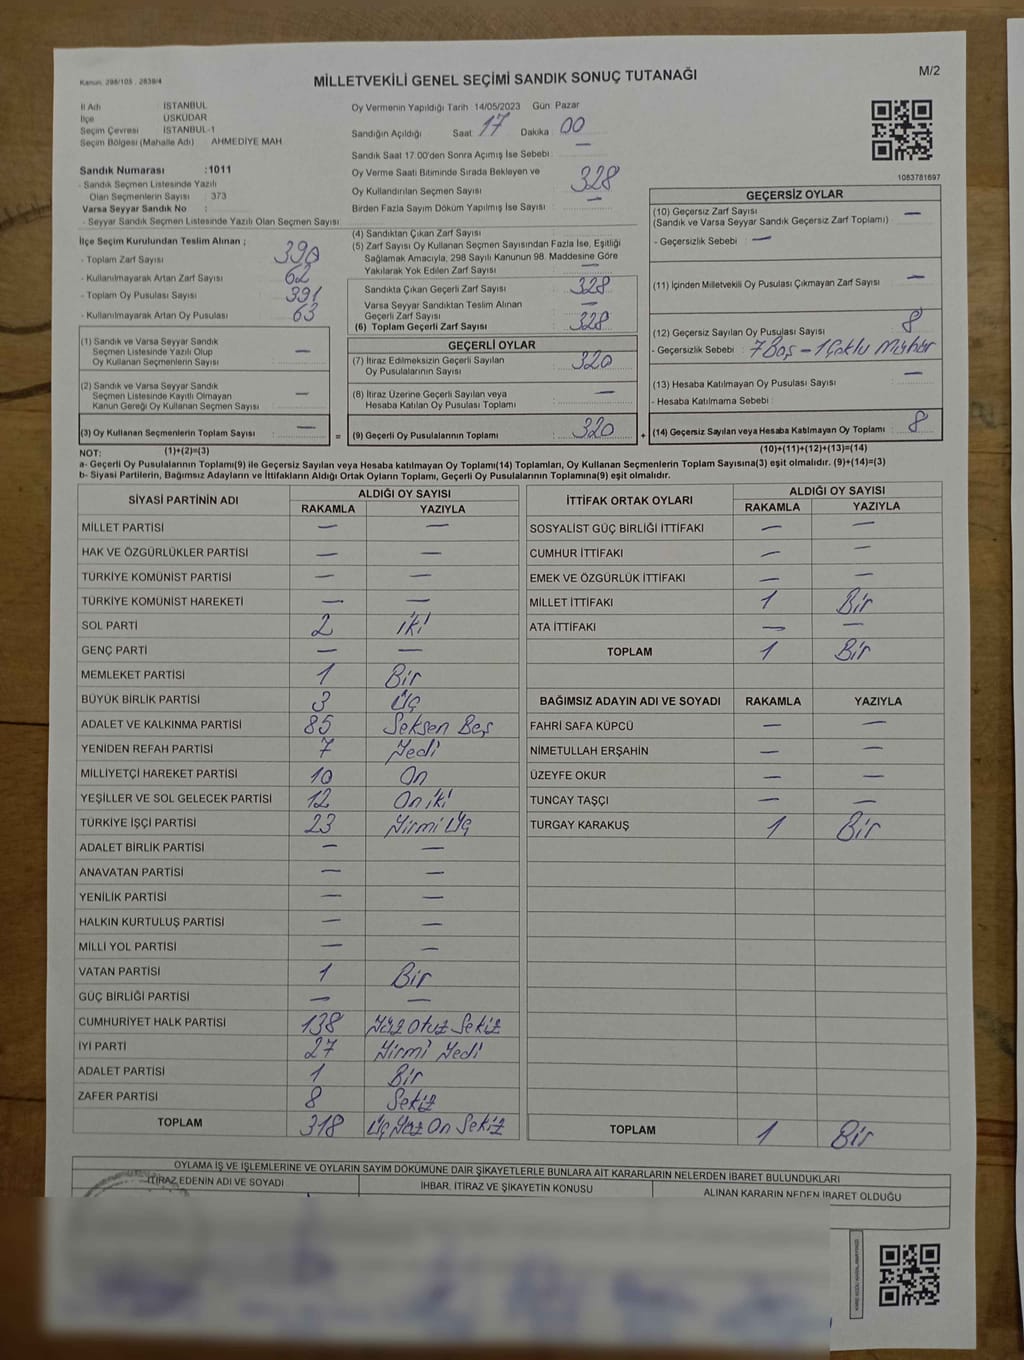 Kanun: 298/105 . 2839/4
MİLLETVEKİLİ GENEL SEÇİMİ SANDIK SONUÇ TUTANAĞI
M/2
İl Adı : İSTANBUL
İlçe : ÜSKÜDAR
Seçim Çevresi : İSTANBUL-1
Seçim Bölgesi (Mahalle Adı) : AHMEDİYE MAH
Sandık Numarası :1011
- Sandık Seçmen Listesinde Yazılı
Olan Seçmenlerin Sayısı : 373
Varsa Seyyar Sandık No :
- Seyyar Sandık Seçmen Listesinde Yazılı Olan Seçmen Sayısı
Oy Vermenin Yapıldığı Tarih : 14/05/2023 Gün: Pazar
Sandığın Açıldığı Saat : 17 Dakika : 00
Sandık Saat 17.00'den Sonra Açımış İse Sebebi : —
Oy Verme Saati Bitiminde Sırada Bekleyen ve
Oy Kullandırılan Seçmen Sayısı : 328
Birden Fazla Sayım Döküm Yapılmış İse Sayısı : —
1083781697
İlçe Seçim Kurulundan Teslim Alınan ;
- Toplam Zarf Sayısı : 390
- Kullanılmayarak Artan Zarf Sayısı : 62
- Toplam Oy Pusulası Sayısı : 391
- Kullanılmayarak Artan Oy Pusulası : 63
(1) Sandık ve Varsa Seyyar Sandık
Seçmen Listesinde Yazılı Olup
Oy Kullanan Seçmenlerin Sayısı : —
(2) Sandık ve Varsa Seyyar Sandık
Seçmen Listesinde Kayıtlı Olmayan
Kanun Gereği Oy Kullanan Seçmen Sayısı : —
(3) Oy Kullanan Seçmenlerin Toplam Sayısı : —
(4) Sandıktan Çıkan Zarf Sayısı :
(5) Zarf Sayısı Oy Kullanan Seçmen Sayısından Fazla İse, Eşitliği
Sağlamak Amacıyla, 298 Sayılı Kanunun 98. Maddesine Göre
Yakılarak Yok Edilen Zarf Sayısı : —
Sandıkta Çıkan Geçerli Zarf Sayısı : 328
Varsa Seyyar Sandıktan Teslim Alınan
Geçerli Zarf Sayısı : —
(6) Toplam Geçerli Zarf Sayısı : 328
GEÇERLİ OYLAR
(7) İtiraz Edilmeksizin Geçerli Sayılan
Oy Pusulalarının Sayısı : 320
(8) İtiraz Üzerine Geçerli Sayılan veya
Hesaba Katılan Oy Pusulası Toplamı : —
= (9) Geçerli Oy Pusulalarının Toplamı : 320
GEÇERSİZ OYLAR
(10) Geçersiz Zarf Sayısı
(Sandık ve Varsa Seyyar Sandık Geçersiz Zarf Toplamı) : —
- Geçersizlik Sebebi : —
(11) İçinden Milletvekili Oy Pusulası Çıkmayan Zarf Sayısı : —
(12) Geçersiz Sayılan Oy Pusulası Sayısı : 8
- Geçersizlik Sebebi : 7 Boş – 1 Çoklu Mühür
(13) Hesaba Katılmayan Oy Pusulası Sayısı : —
- Hesaba Katılmama Sebebi :
+ (14) Geçersiz Sayılan veya Hesaba Katılmayan Oy Toplamı : 8
NOT: (1)+(2)=(3) (10)+(11)+(12)+(13)=(14)
a- Geçerli Oy Pusulalarının Toplamı(9) ile Geçersiz Sayılan veya Hesaba katılmayan Oy Toplamı(14) Toplamları, Oy Kullanan Seçmenlerin Toplam Sayısına(3) eşit olmalıdır. (9)+(14)=(3)
b- Siyasi Partilerin, Bağımsız Adayların ve İttifakların Aldığı Ortak Oyların Toplamı, Geçerli Oy Pusulalarının Toplamına(9) eşit olmalıdır.
SİYASİ PARTİNİN ADI ALDIĞI OY SAYISI
RAKAMLA YAZIYLA
MİLLET PARTİSİ — —
HAK VE ÖZGÜRLÜKLER PARTİSİ — —
TÜRKİYE KOMÜNİST PARTİSİ — —
TÜRKİYE KOMÜNİST HAREKETİ — —
SOL PARTİ 2 iki
GENÇ PARTİ — —
MEMLEKET PARTİSİ 1 Bir
BÜYÜK BİRLİK PARTİSİ 3 Üç
ADALET VE KALKINMA PARTİSİ 85 Seksen Beş
YENİDEN REFAH PARTİSİ 7 Yedi
MİLLİYETÇİ HAREKET PARTİSİ 10 On
YEŞİLLER VE SOL GELECEK PARTİSİ 12 On iki
TÜRKİYE İŞÇİ PARTİSİ 23 Yirmi Üç
ADALET BİRLİK PARTİSİ — —
ANAVATAN PARTİSİ — —
YENİLİK PARTİSİ — —
HALKIN KURTULUŞ PARTİSİ — —
MİLLİ YOL PARTİSİ — —
VATAN PARTİSİ 1 Bir
GÜÇ BİRLİĞİ PARTİSİ — —
CUMHURİYET HALK PARTİSİ 138 Yüz Otuz Sekiz
İYİ PARTİ 27 Yirmi Yedi
ADALET PARTİSİ 1 Bir
ZAFER PARTİSİ 8 Sekiz
TOPLAM 318 Üç Yüz On Sekiz
İTTİFAK ORTAK OYLARI ALDIĞI OY SAYISI
RAKAMLA YAZIYLA
SOSYALİST GÜÇ BİRLİĞİ İTTİFAKI — —
CUMHUR İTTİFAKI — —
EMEK VE ÖZGÜRLÜK İTTİFAKI — —
MİLLET İTTİFAKI 1 Bir
ATA İTTİFAKI — —
TOPLAM 1 Bir
BAĞIMSIZ ADAYIN ADI VE SOYADI RAKAMLA YAZIYLA
FAHRİ SAFA KÜPCÜ — —
NİMETULLAH ERŞAHİN — —
ÜZEYFE OKUR — —
TUNCAY TAŞÇI — —
TURGAY KARAKUŞ 1 Bir
TOPLAM 1 Bir
OYLAMA İŞ VE İŞLEMLERİNE VE OYLARIN SAYIM DÖKÜMÜNE DAİR ŞİKAYETLERLE BUNLARA AİT KARARLARIN NELERDEN İBARET BULUNDUKLARI
İTİRAZ EDENİN ADI VE SOYADI İHBAR, İTİRAZ VE ŞİKAYETİN KONUSU ALINAN KARARIN NEDEN İBARET OLDUĞU